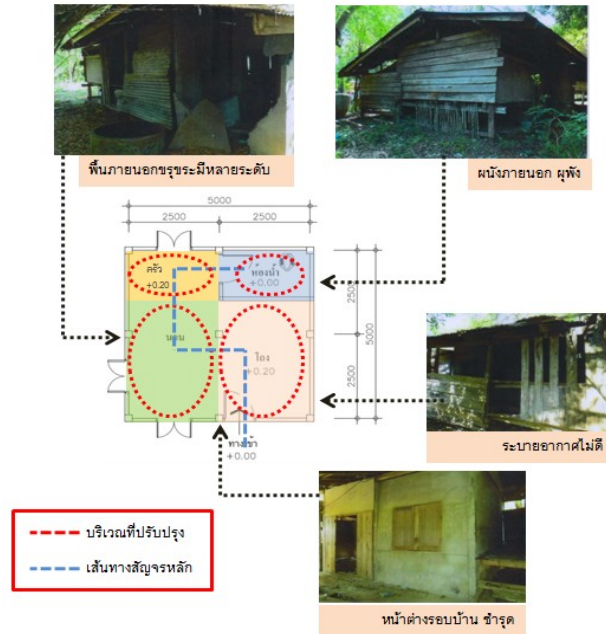 พื้นภายนอกขรุขระมีหลายระดับ
ผนังภายนอก ผุพัง
5000
2500
2500
ครัว
+0.20
ห้องน้ำ
+0.00
2500
5000
2500
นอน
โถง
+0.20
ทางเข้า
+0.00
ระบายอากาศไม่ดี
บริเวณที่ปรับปรุง
เส้นทางสัญจรหลัก
หน้าต่างรอบบ้าน ชำรุด